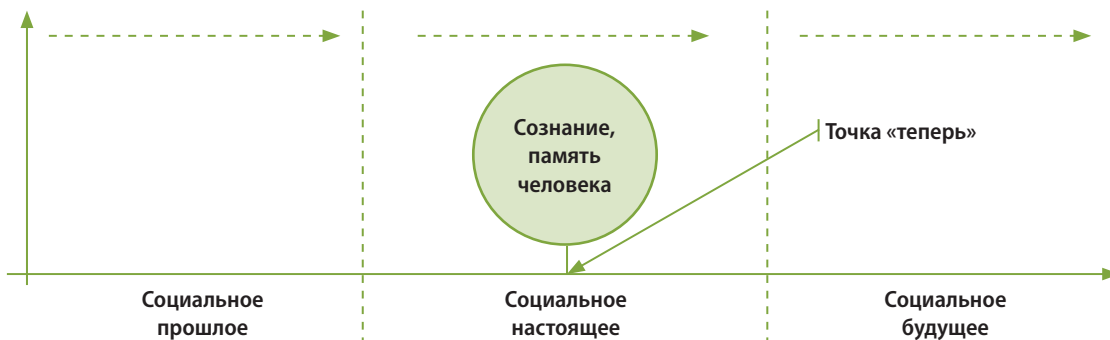 Сознание,
память
человека
Точка «теперь»
Социальное
прошлое
Социальное
настоящее
Социальное
будущее